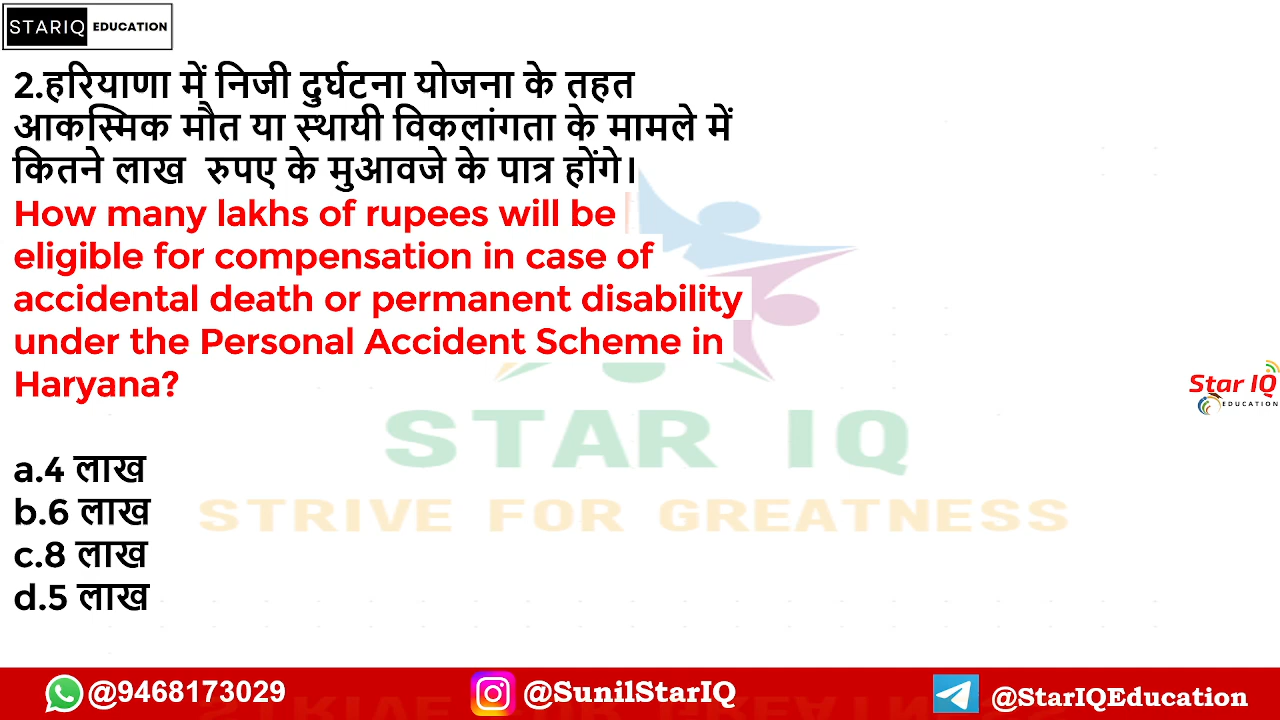 STARIQ EDUCATION
2.हरियाणा में निजी दुर्घटना योजना के तहत
आकस्मिक मौत या स्थायी विकलांगता के मामले में
कितने लाख रुपए के मुआवजे के पात्र होंगे।
How many lakhs of rupees will be
eligible for compensation in case of
accidental death or permanent disability
under the Personal Accident Scheme in
Haryana?
Star IQ
EDUCATION
STAR IQ
a.4 लाख
b.6 लाख
STRIVE FOR GREATNESS
c.8 लाख
d.5 लाख
@9468173029 @SunilStarIQ @StarIQEducation